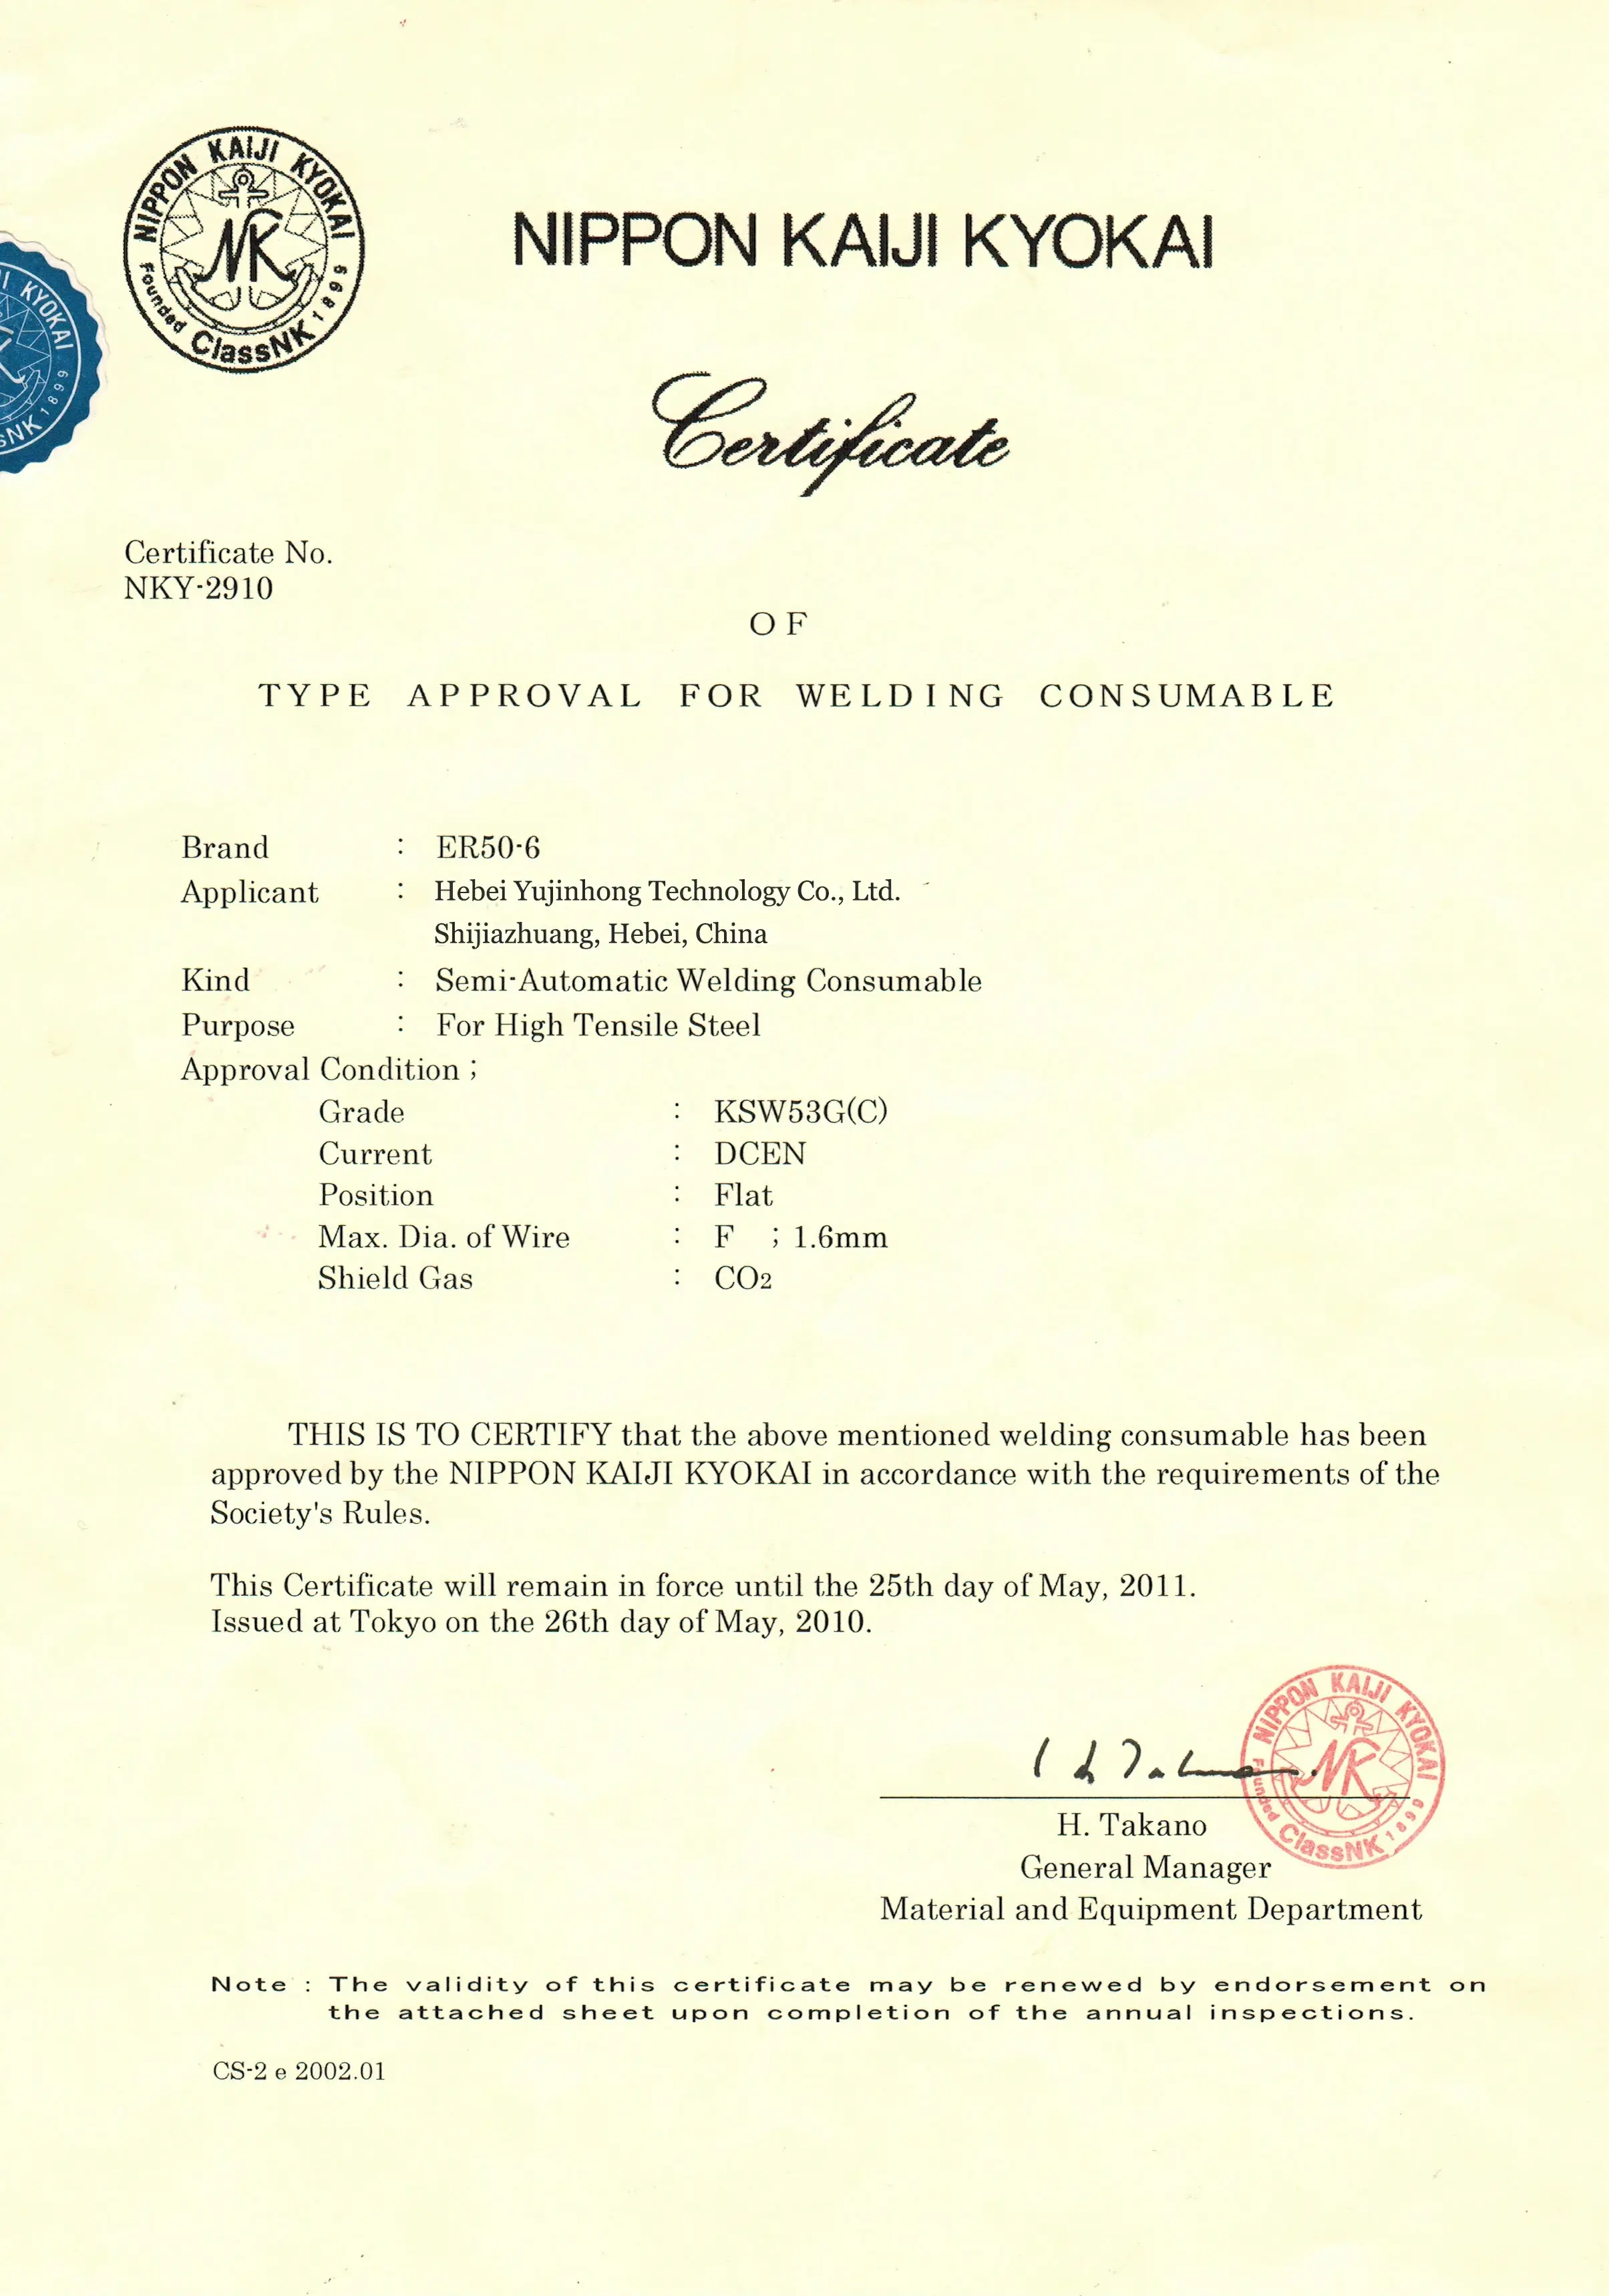 NIPPON KAIJI KYOKAI
Founded ClassNK 1899
KYOKAI
1899
NIPPON KAIJI KYOKAI
Certificate
Certificate No.
NKY-2910
OF
TYPE APPROVAL FOR WELDING CONSUMABLE
Brand : ER50-6
Applicant : Hebei Yujinhong Technology Co., Ltd.
Shijiazhuang, Hebei, China
Kind : Semi-Automatic Welding Consumable
Purpose : For High Tensile Steel
Approval Condition ;
Grade : KSW53G(C)
Current : DCEN
Position : Flat
Max. Dia. of Wire : F ; 1.6mm
Shield Gas : CO2
THIS IS TO CERTIFY that the above mentioned welding consumable has been
approved by the NIPPON KAIJI KYOKAI in accordance with the requirements of the
Society's Rules.
This Certificate will remain in force until the 25th day of May, 2011.
Issued at Tokyo on the 26th day of May, 2010.
NIPPON KAIJI KYOKAI
Founded ClassNK 1899
H. Takano
General Manager
Material and Equipment Department
Note : The validity of this certificate may be renewed by endorsement on
the attached sheet upon completion of the annual inspections.
CS-2 e 2002.01